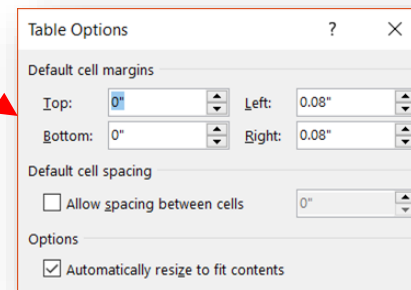 Table Options ? X
Default cell margins
Top: 0" Left: 0.08"
Bottom: 0" Right: 0.08"
Default cell spacing
Allow spacing between cells 0"
Options
Automatically resize to fit contents